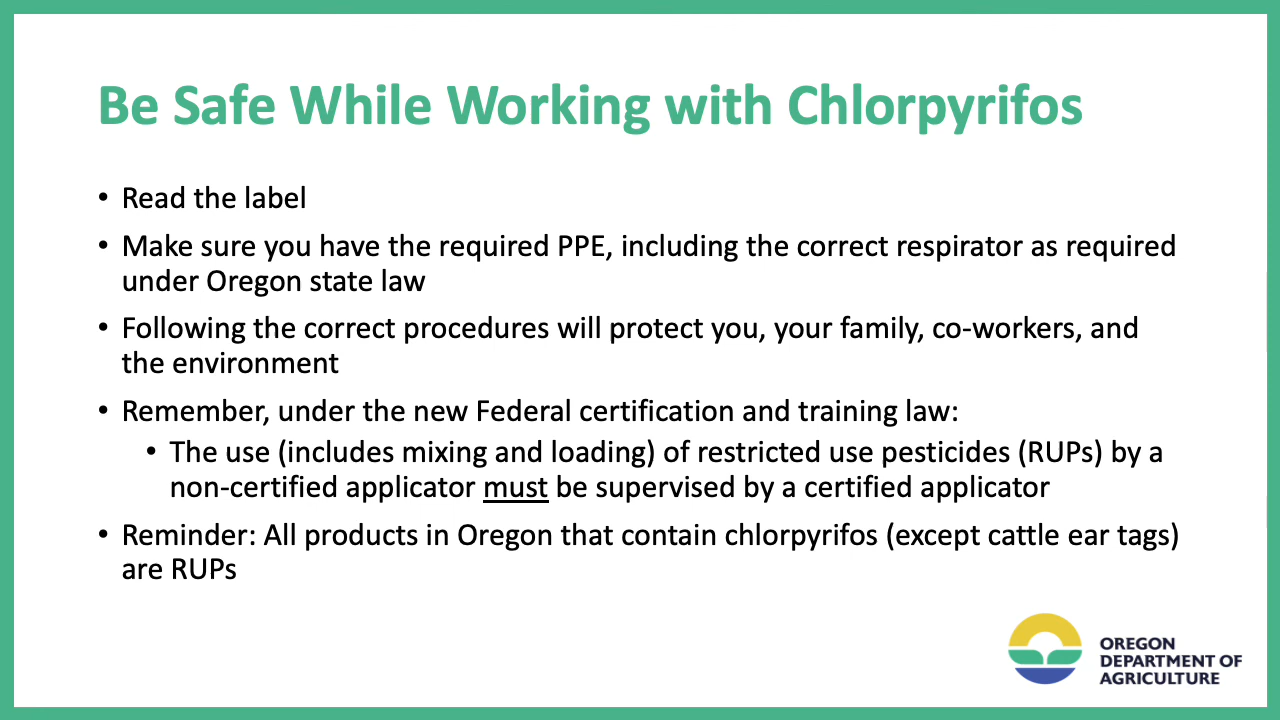 Be Safe While Working with Chlorpyrifos
• Read the label
• Make sure you have the required PPE, including the correct respirator as required
under Oregon state law
• Following the correct procedures will protect you, your family, co-workers, and
the environment
• Remember, under the new Federal certification and training law:
• The use (includes mixing and loading) of restricted use pesticides (RUPs) by a
non-certified applicator must be supervised by a certified applicator
• Reminder: All products in Oregon that contain chlorpyrifos (except cattle ear tags)
are RUPs
OREGON
DEPARTMENT OF
AGRICULTURE